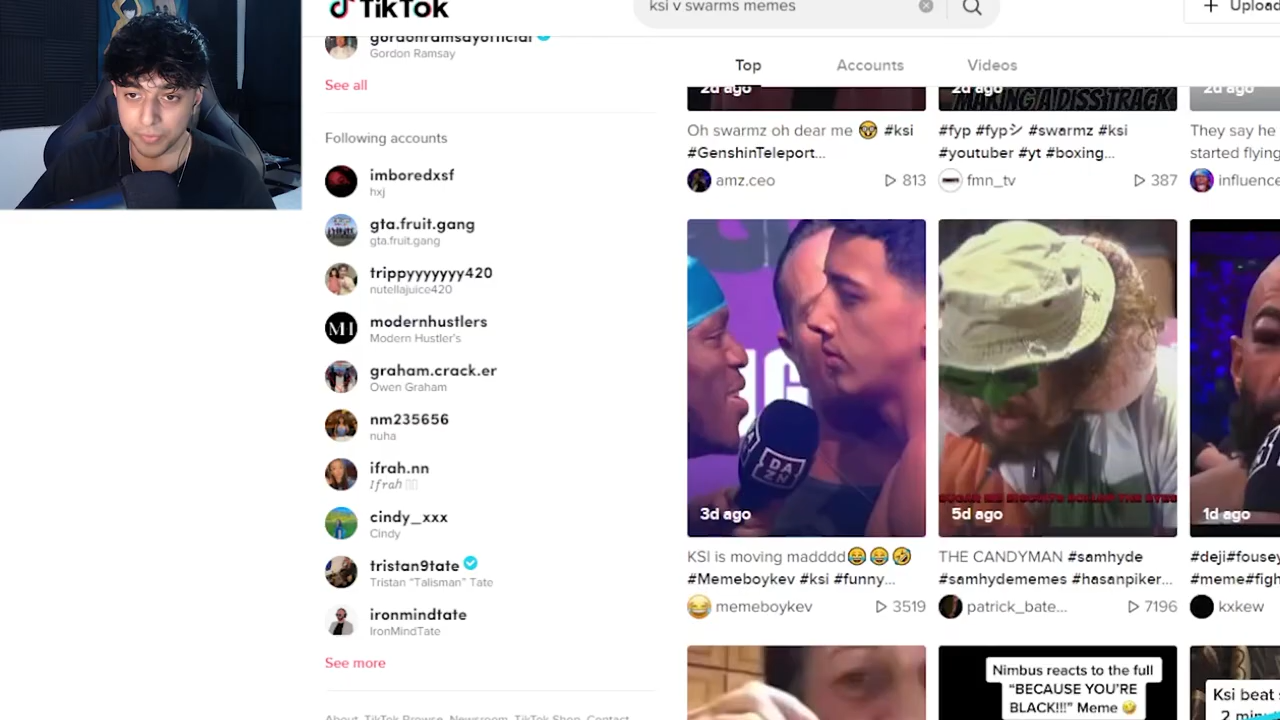 TikTok
ksi v swarms memes
Upload
gordonramsayofficial
Gordon Ramsay
See all
Following accounts
imboredxsf
hxj
gta.fruit.gang
gta.fruit.gang
trippyyyyyyy420
nutellajuice420
MI
modernhustlers
Modern Hustler's
graham.crack.er
Owen Graham
nm235656
nuha
ifrah.nn
Ifrah
cindy_xxx
Cindy
tristan9tate
Tristan “Talisman” Tate
ironmindtate
IronMindTate
See more
About TikTok Browse Newsroom TikTok Shop Contact
Top Accounts Videos
2d ago
MAKING A DISS TRACK
2d ago
2d ago
Oh swarmz oh dear me 🤓 #ksi
#GenshinTeleport...
amz.ceo 813
#fyp #fypシ #swarmz #ksi
#youtuber #yt #boxing...
fmn_tv 387
They say he
started flying
influence
DAZN
3d ago
KSI is moving madddd😂😂🤣
#Memeboykev #ksi #funny...
memeboykev 3519
5d ago
THE CANDYMAN #samhyde
#samhydememes #hasanpiker...
patrick_bate... 7196
1d ago
#deji#fousey
#meme#figh
kxkew
Nimbus reacts to the full
“BECAUSE YOU'RE
BLACK!!!” Meme 🤣
Ksi beat
2 min